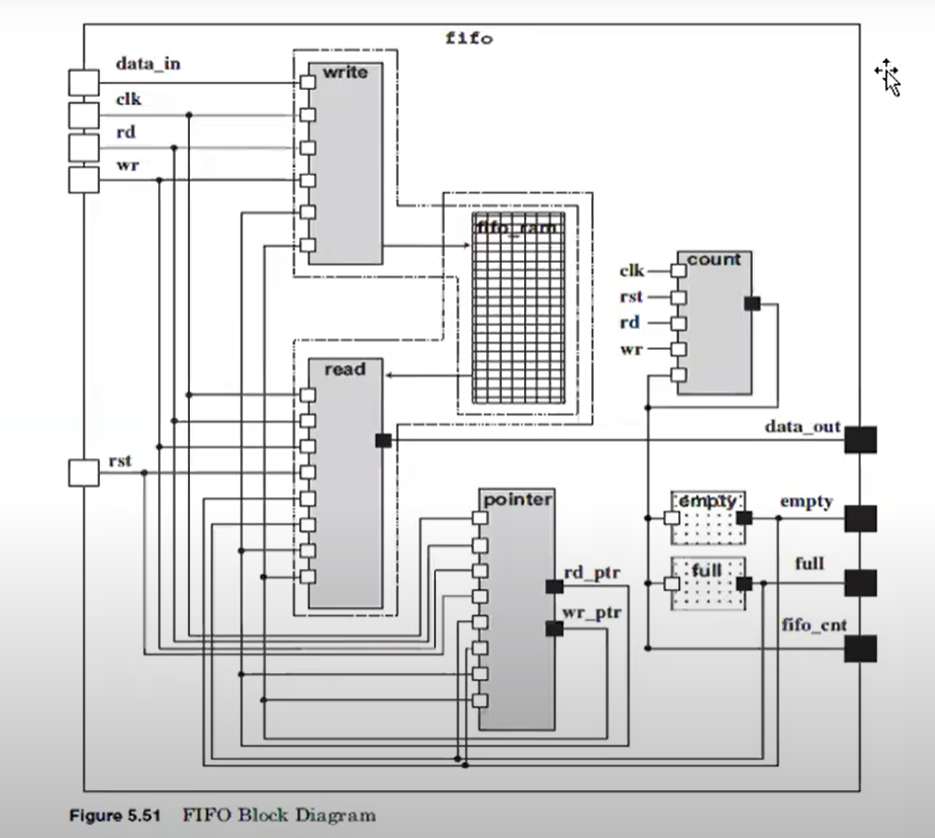 fifo
data_in
write
clk
rd
wr
fifo_ram
count
clk
rst
rd
wr
read
data_out
rst
pointer
empty
empty
rd_ptr
full
full
wr_ptr
fifo_cnt
Figure 5.51 FIFO Block Diagram